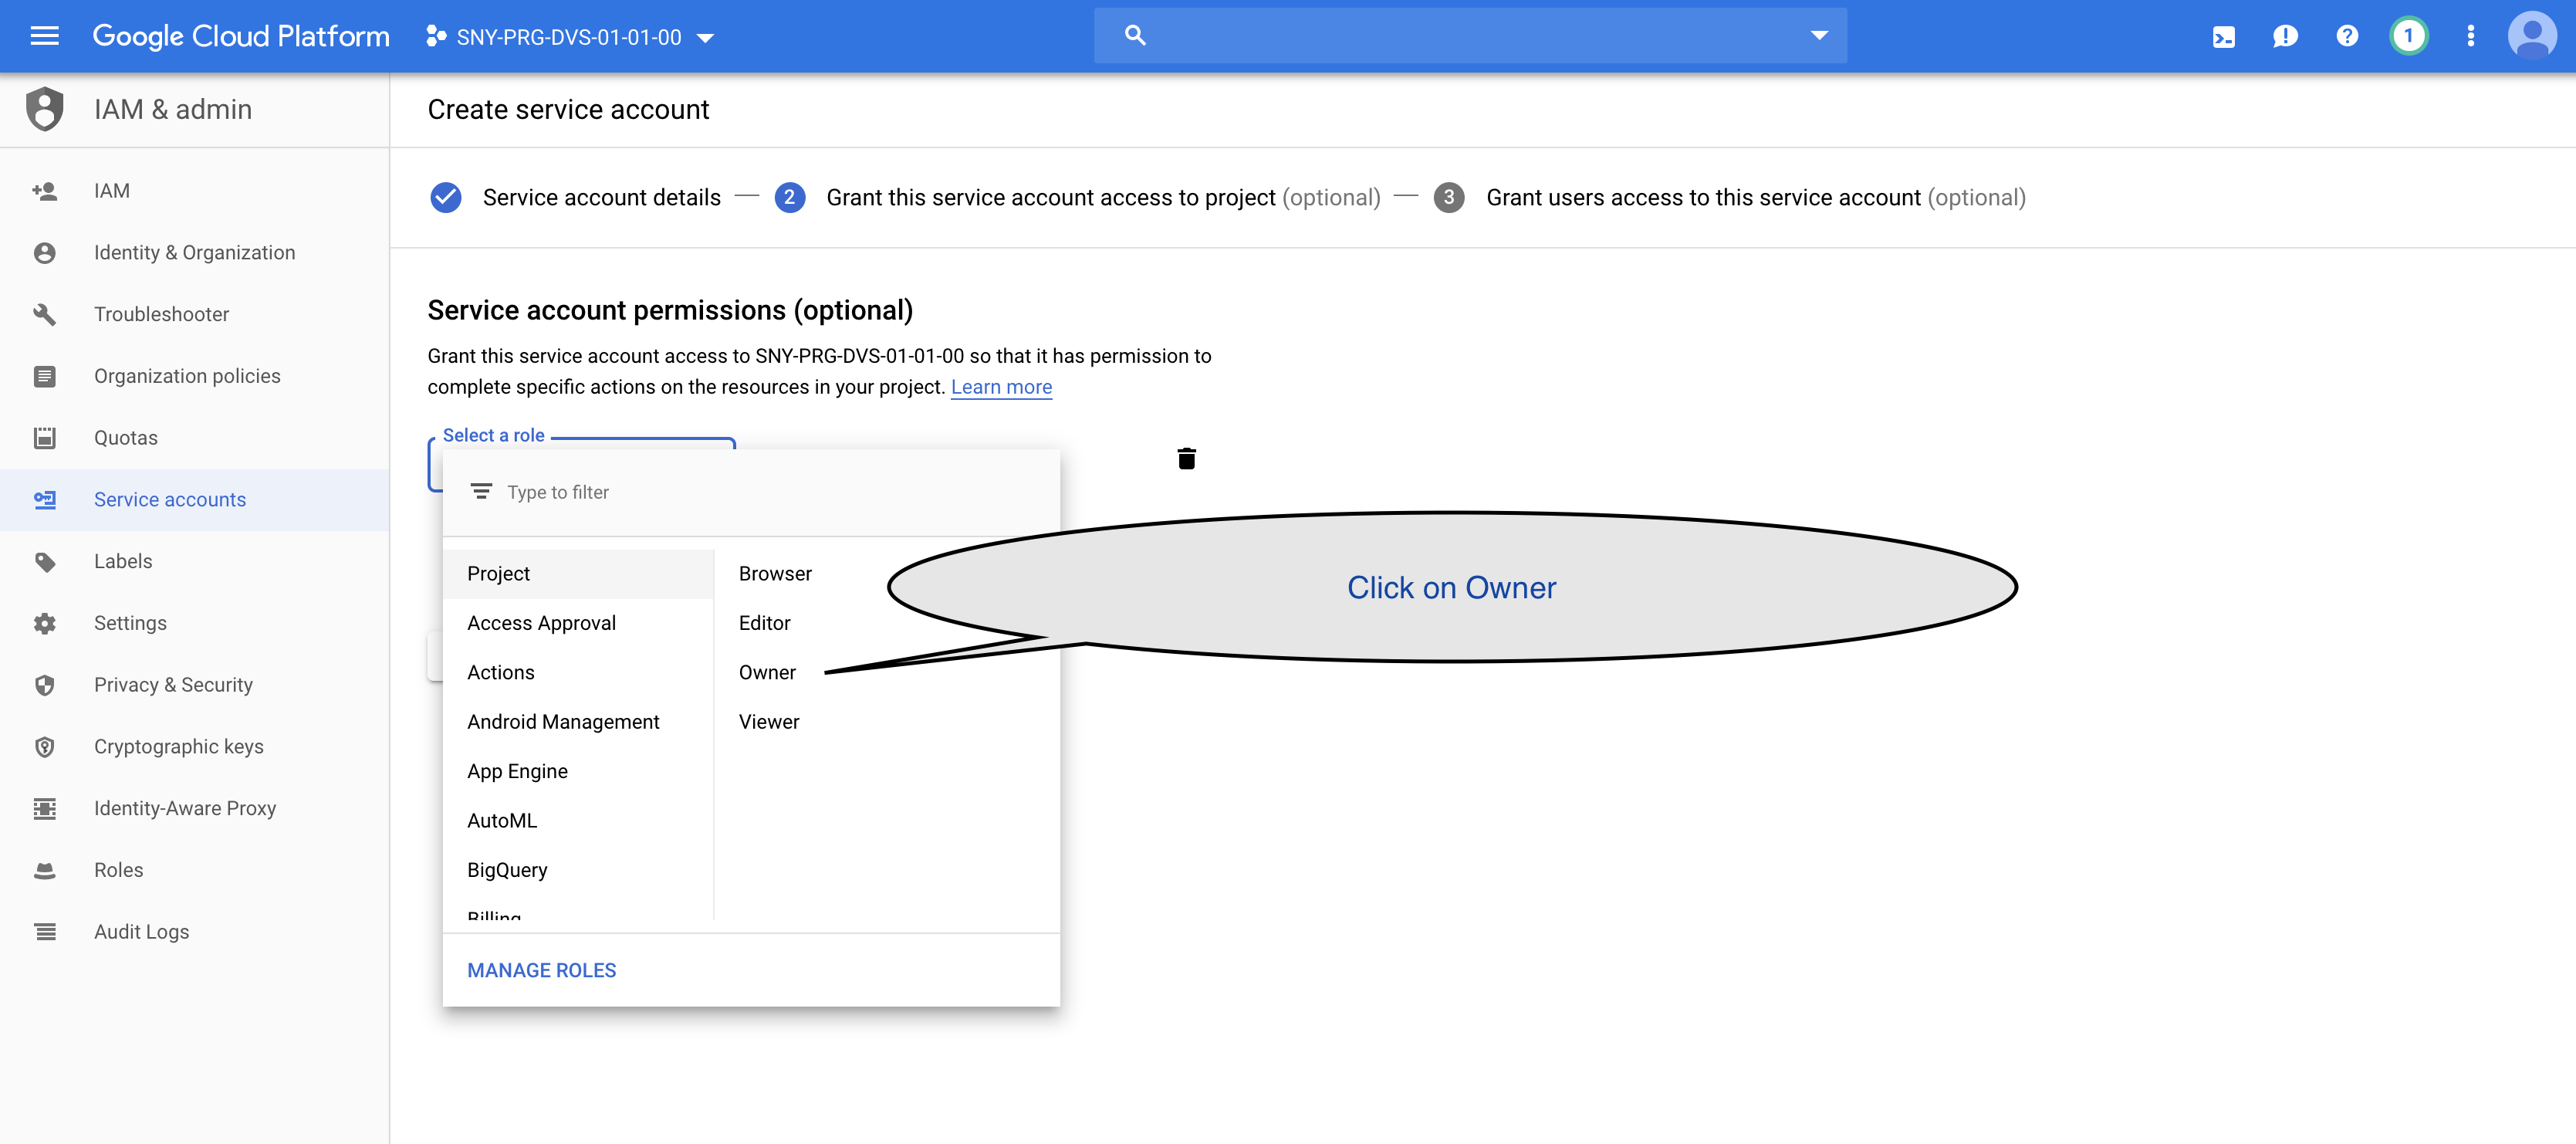 Google Cloud Platform
SNY-PRG-DVS-01-01-00
1
IAM & admin
IAM
Identity & Organization
Troubleshooter
Organization policies
Quotas
Service accounts
Labels
Settings
Privacy & Security
Cryptographic keys
Identity-Aware Proxy
Roles
Audit Logs
Create service account
Service account details — 2 Grant this service account access to project (optional) — 3 Grant users access to this service account (optional)
Service account permissions (optional)
Grant this service account access to SNY-PRG-DVS-01-01-00 so that it has permission to
complete specific actions on the resources in your project. Learn more
Select a role
Type to filter
Project
Access Approval
Actions
Android Management
App Engine
AutoML
BigQuery
Billing
Browser
Editor
Owner
Viewer
MANAGE ROLES
Click on Owner